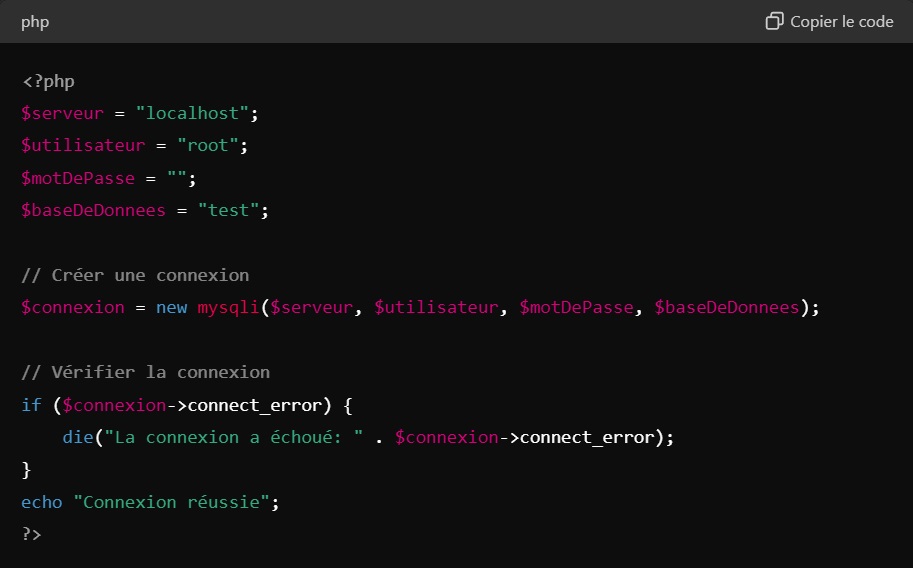 php
Copier le code
<?php
$serveur = "localhost";
$utilisateur = "root";
$motDePasse = "";
$baseDeDonnees = "test";
// Créer une connexion
$connexion = new mysqli($serveur, $utilisateur, $motDePasse, $baseDeDonnees);
// Vérifier la connexion
if ($connexion->connect_error) {
    die("La connexion a échoué: " . $connexion->connect_error);
}
echo "Connexion réussie";
?>